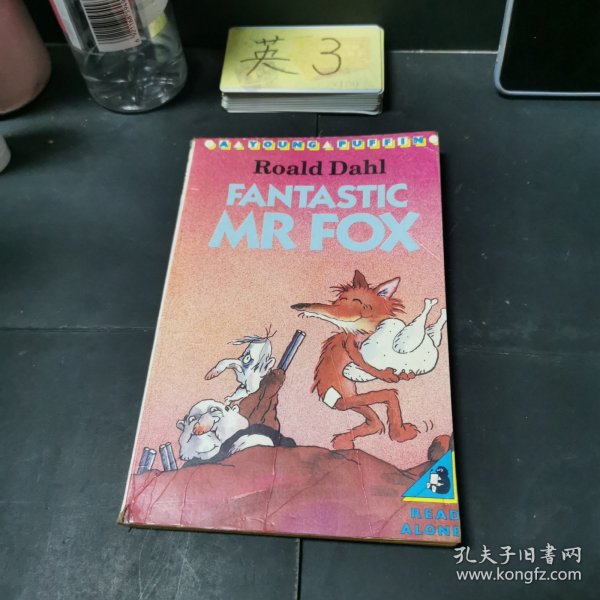 英 3
A YOUNG PUFFIN
Roald Dahl
FANTASTIC
MR FOX
READ
ALONE
孔夫子旧书网
www.kongfz.com